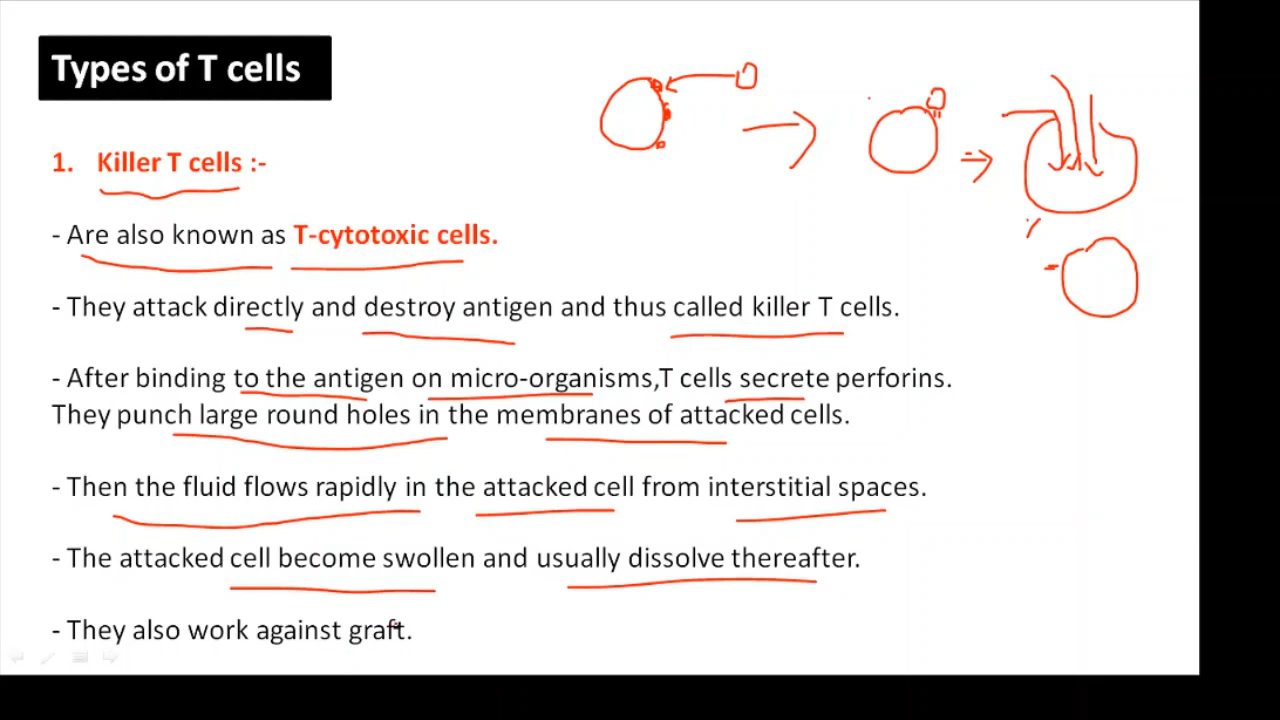 Types of T cells
1. Killer T cells :-
- Are also known as T-cytotoxic cells.
- They attack directly and destroy antigen and thus called killer T cells.
- After binding to the antigen on micro-organisms,T cells secrete perforins.
They punch large round holes in the membranes of attacked cells.
- Then the fluid flows rapidly in the attacked cell from interstitial spaces.
- The attacked cell become swollen and usually dissolve thereafter.
- They also work against graft.